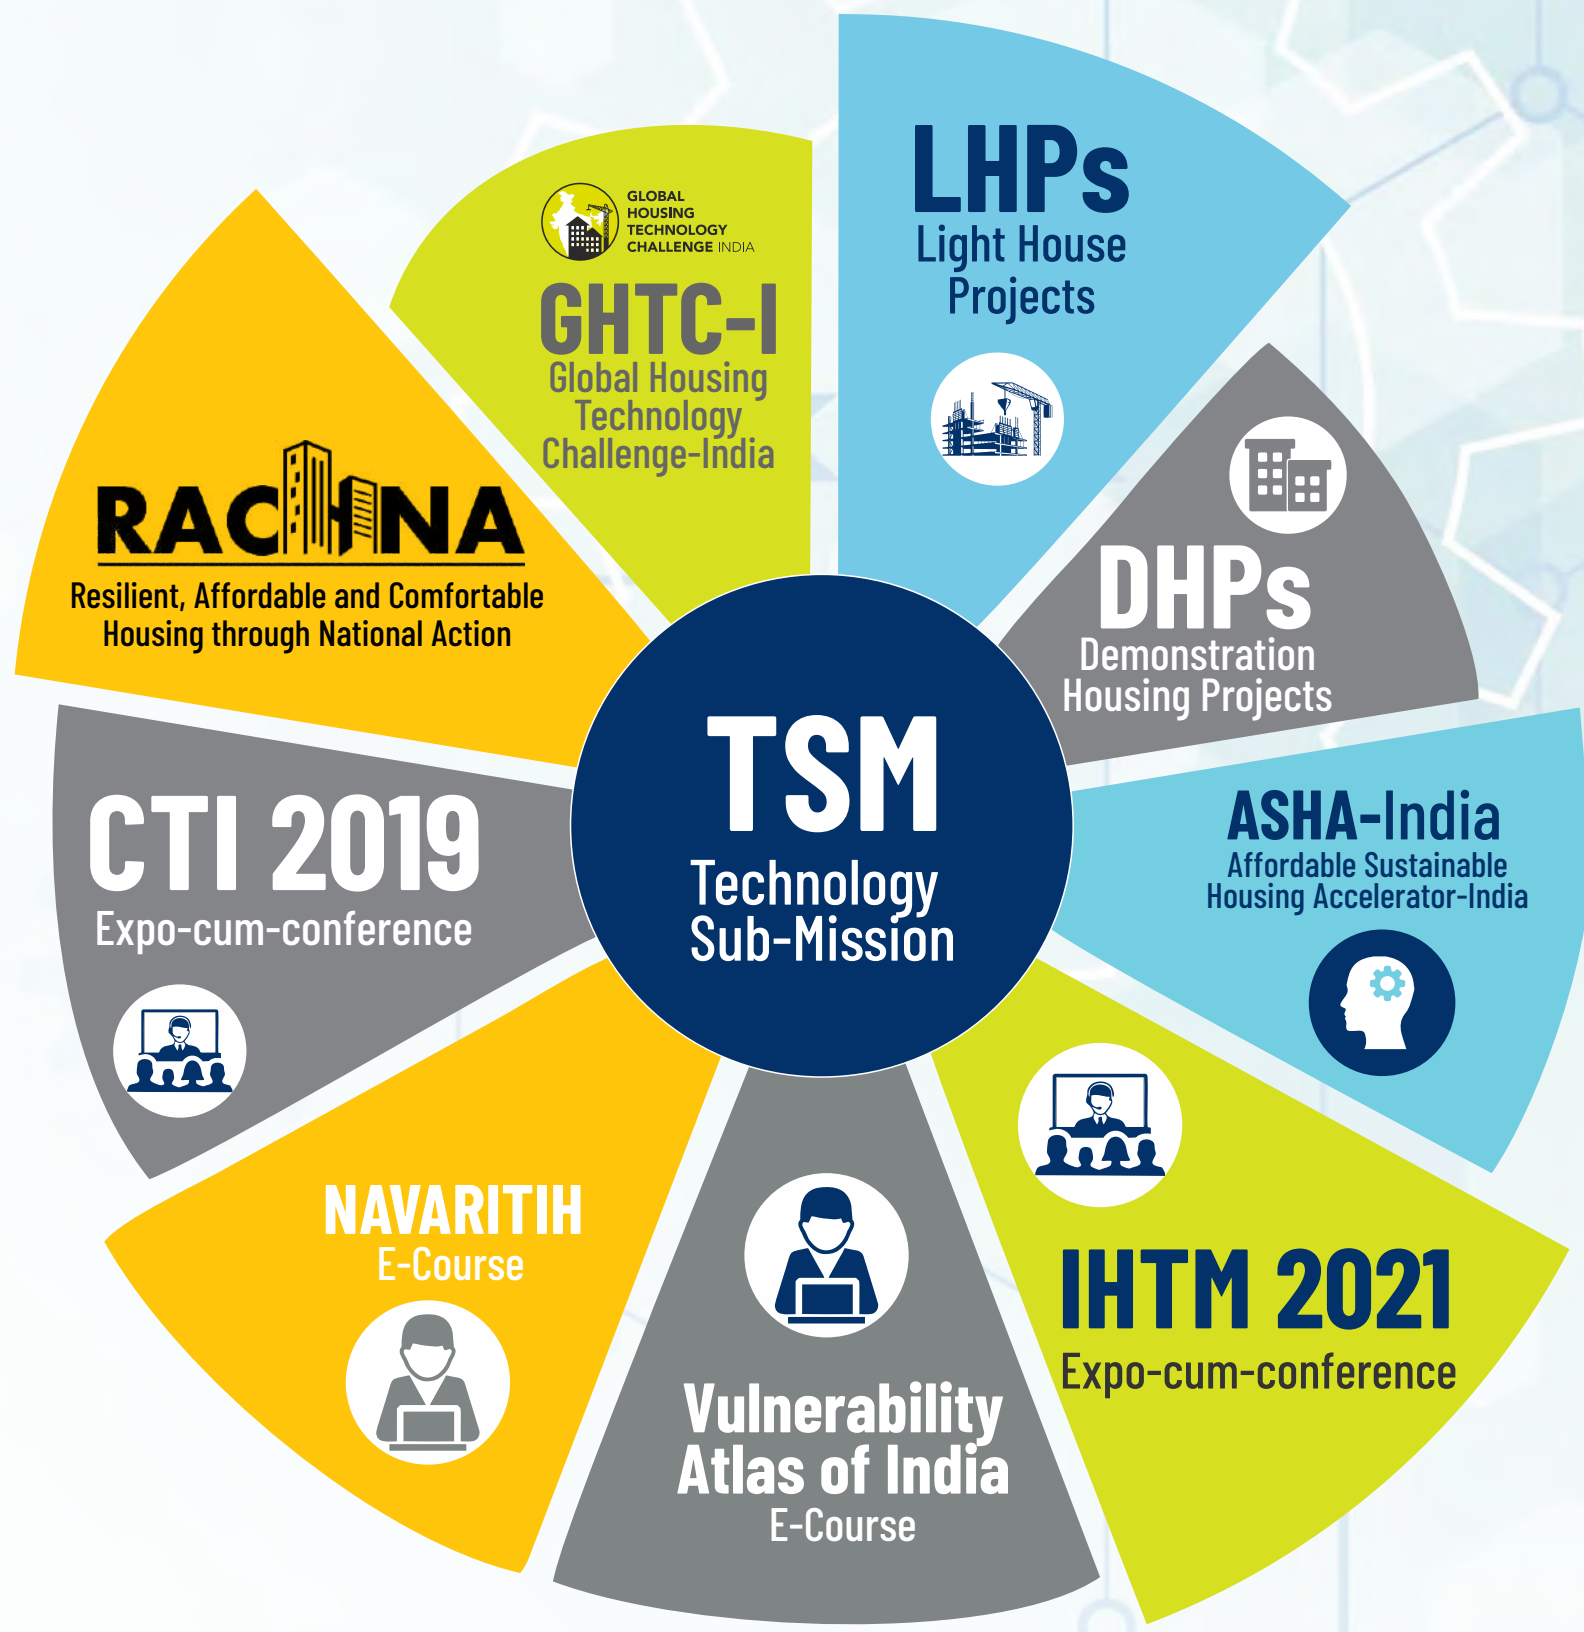 GLOBAL
HOUSING
TECHNOLOGY
CHALLENGE INDIA
GHTC-I
Global Housing
Technology
Challenge-India
LHPs
Light House
Projects
DHPs
Demonstration
Housing Projects
ASHA-India
Affordable Sustainable
Housing Accelerator-India
IHTM 2021
Expo-cum-conference
Vulnerability
Atlas of India
E-Course
NAVARITIH
E-Course
CTI 2019
Expo-cum-conference
RACHNA
Resilient, Affordable and Comfortable
Housing through National Action
TSM
Technology
Sub-Mission